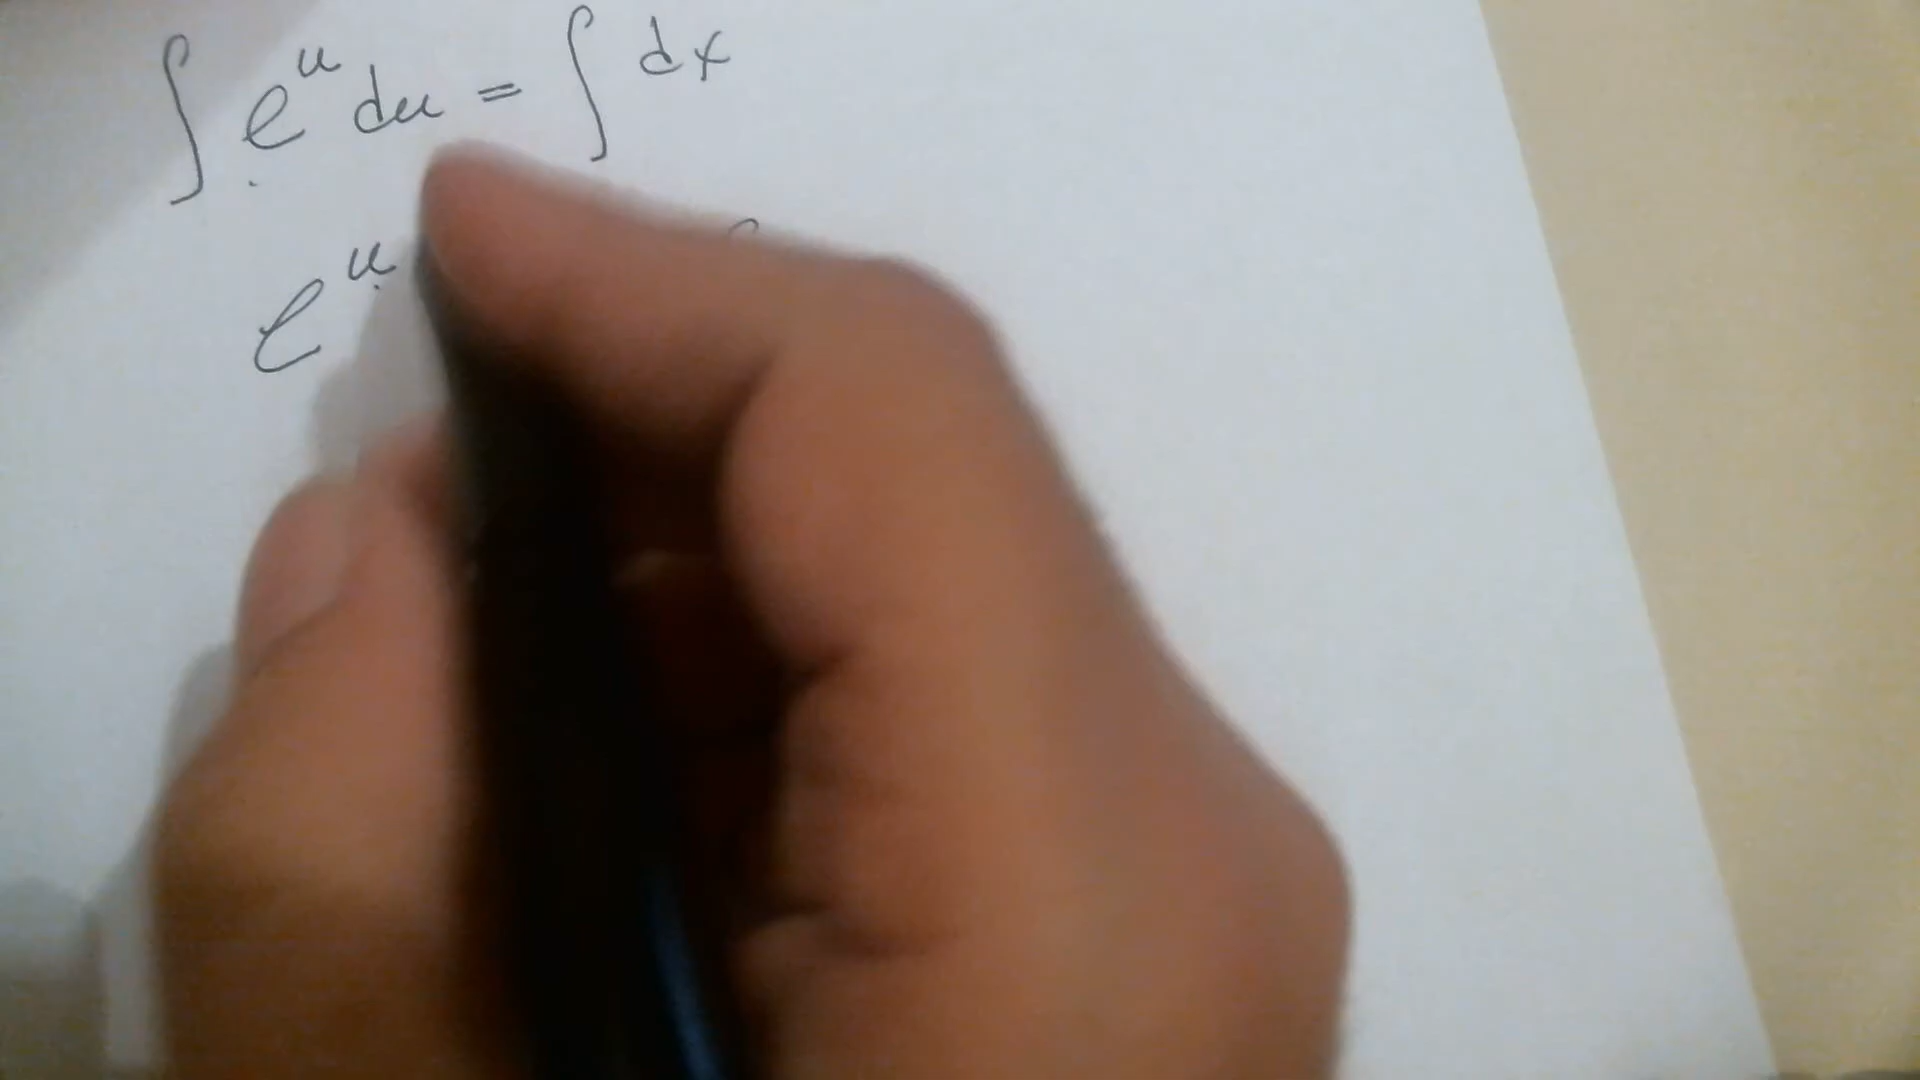 ∫ e^u du = ∫ dx
e^u